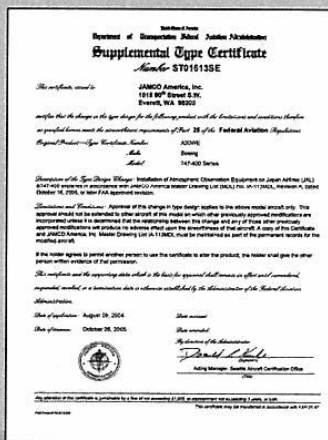 United States of America
Department of Transportation Federal Aviation Administration
Supplemental Type Certificate
Number ST01613SE
This certificate, issued to
JAMCO America, Inc.
1018 80th Street S.W.
Everett, WA 98203
certifies that the change in the type design for the following product with the limitations and conditions therefor
as specified hereon meets the airworthiness requirements of Part 25 of the Federal Aviation Regulations.
Original Product—Type Certificate Number: A20WE
Make: Boeing
Model: 747-400 Series
Description of the Type Design Change: Installation of Atmospheric Observation Equipment on Japan Airlines (JAL)
B747-400 airplanes in accordance with JAMCO America Master Drawing List (MDL) No. IA-113MDL, Revision A, dated
October 18, 2005, or later FAA approved revision.
Limitations and Conditions: Approval of this change in type design applies to the above model aircraft only. This
approval should not be extended to other aircraft of this model on which other previously approved modifications are
incorporated unless it is determined that the relationship between this change and any of those other previously
approved modifications will produce no adverse effect upon the airworthiness of that aircraft. A copy of this Certificate
and JAMCO America, Inc. Master Drawing List IA-113MDL must be maintained as part of the permanent records for the
modified aircraft.
If the holder agrees to permit another person to use this certificate to alter the product, the holder shall give the other
person written evidence of that permission.
This certificate and the supporting data which is the basis for approval shall remain in effect until surrendered,
suspended, revoked, or a termination date is otherwise established by the Administrator of the Federal Aviation
Administration.
Date of application: August 09, 2004
Date reissued:
Date of issuance: October 26, 2005
Date amended:
By direction of the Administrator
(Signature)
Acting Manager, Seattle Aircraft Certification Office
(Title)
Any alteration of this certificate is punishable by a fine of not exceeding $1,000, or imprisonment not exceeding 3 years, or both.
This certificate may be transferred in accordance with FAR 21.47.